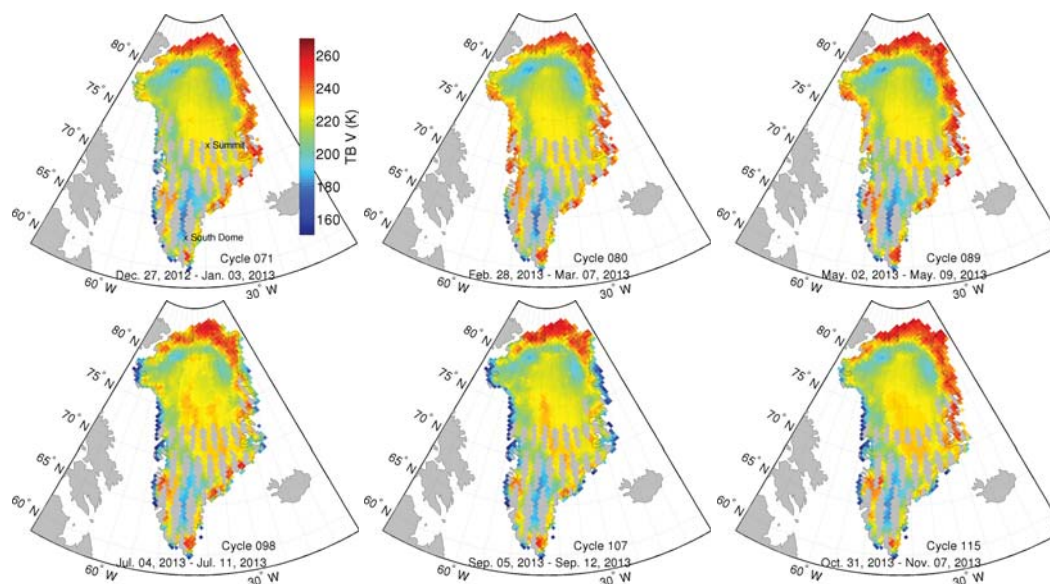 80° N
75° N
70° N
65° N
60° N
260
240
220
200
180
160
TB V (K)
x Summit
x South Dome
Cycle 071
Dec. 27, 2012 - Jan. 03, 2013
60° W
30° W
80° N
75° N
70° N
65° N
60° N
Cycle 080
Feb. 28, 2013 - Mar. 07, 2013
60° W
30° W
80° N
75° N
70° N
65° N
60° N
Cycle 089
May. 02, 2013 - May. 09, 2013
60° W
30° W
80° N
75° N
70° N
65° N
60° N
Cycle 098
Jul. 04, 2013 - Jul. 11, 2013
60° W
30° W
80° N
75° N
70° N
65° N
60° N
Cycle 107
Sep. 05, 2013 - Sep. 12, 2013
60° W
30° W
80° N
75° N
70° N
65° N
60° N
Cycle 115
Oct. 31, 2013 - Nov. 07, 2013
60° W
30° W